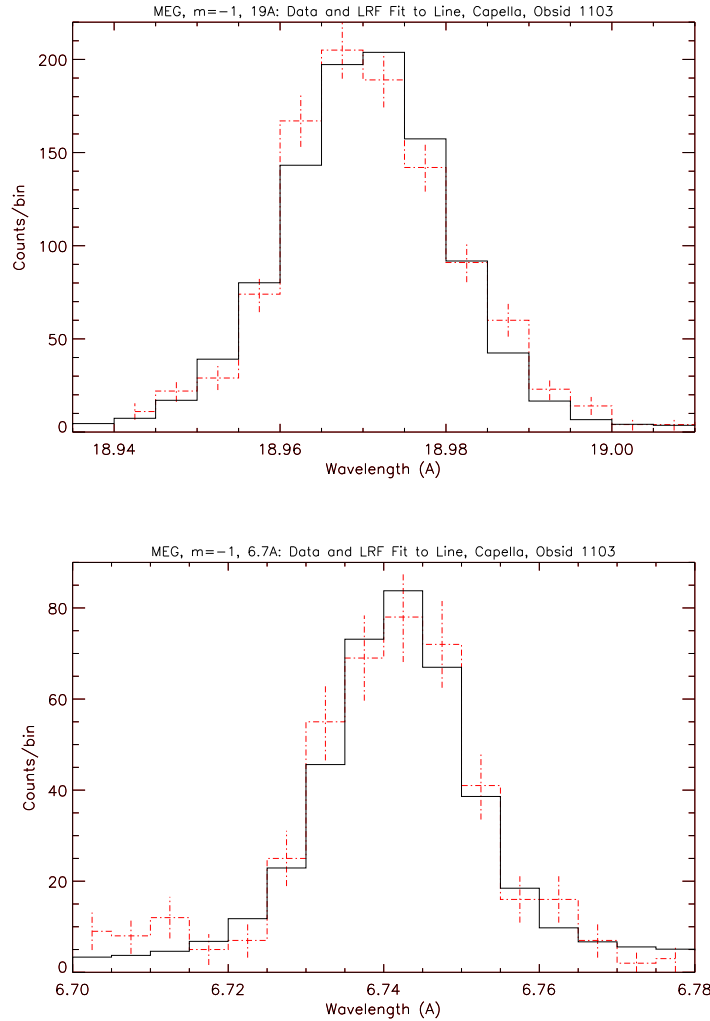 MEG, m=−1, 19A: Data and LRF Fit to Line, Capella, Obsid 1103
200
150
100
50
0
Counts/bin
18.94 18.96 18.98 19.00
Wavelength (A)
MEG, m=−1, 6.7A: Data and LRF Fit to Line, Capella, Obsid 1103
80
60
40
20
0
Counts/bin
6.70 6.72 6.74 6.76 6.78
Wavelength (A)